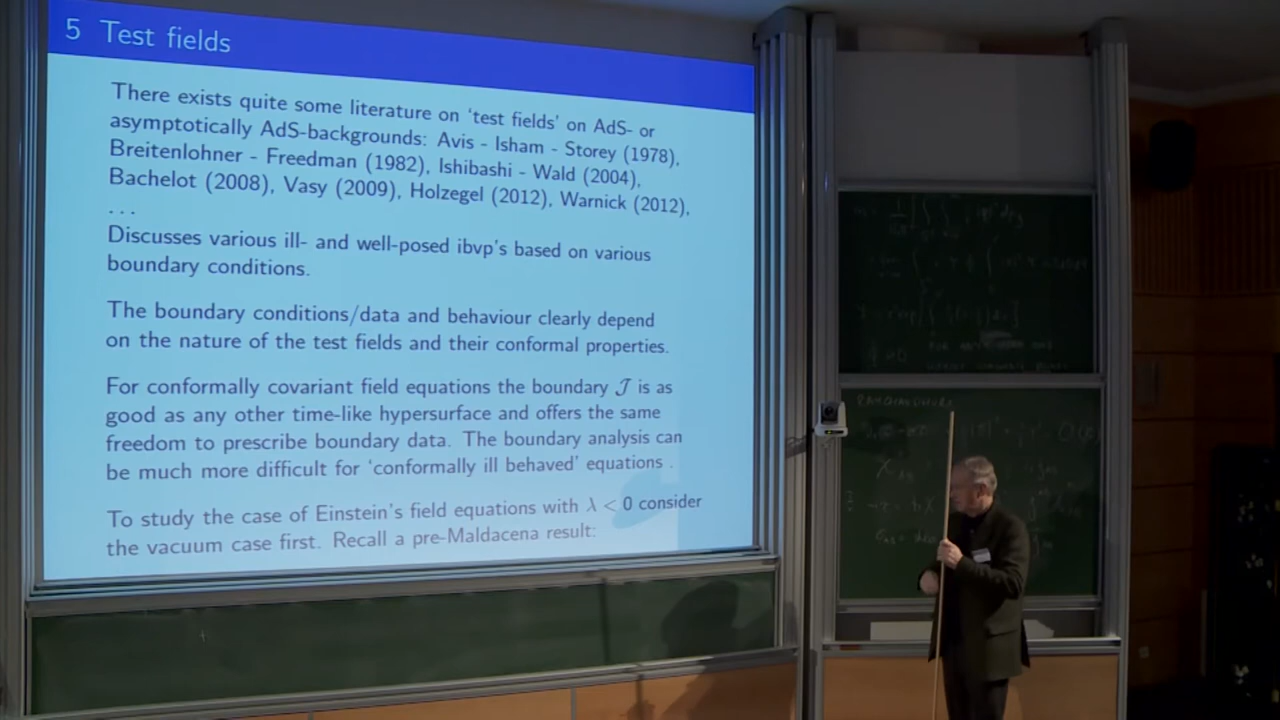 5 Test fields
There exists quite some literature on 'test fields' on AdS- or
asymptotically AdS-backgrounds: Avis - Isham - Storey (1978),
Breitenlohner - Freedman (1982), Ishibashi - Wald (2004),
Bachelot (2008), Vasy (2009), Holzegel (2012), Warnick (2012),
...
Discusses various ill- and well-posed ibvp's based on various
boundary conditions.
The boundary conditions/data and behaviour clearly depend
on the nature of the test fields and their conformal properties.
For conformally covariant field equations the boundary 𝒥 is as
good as any other time-like hypersurface and offers the same
freedom to prescribe boundary data. The boundary analysis can
be much more difficult for 'conformally ill behaved' equations .
To study the case of Einstein's field equations with λ < 0 consider
the vacuum case first. Recall a pre-Maldacena result: